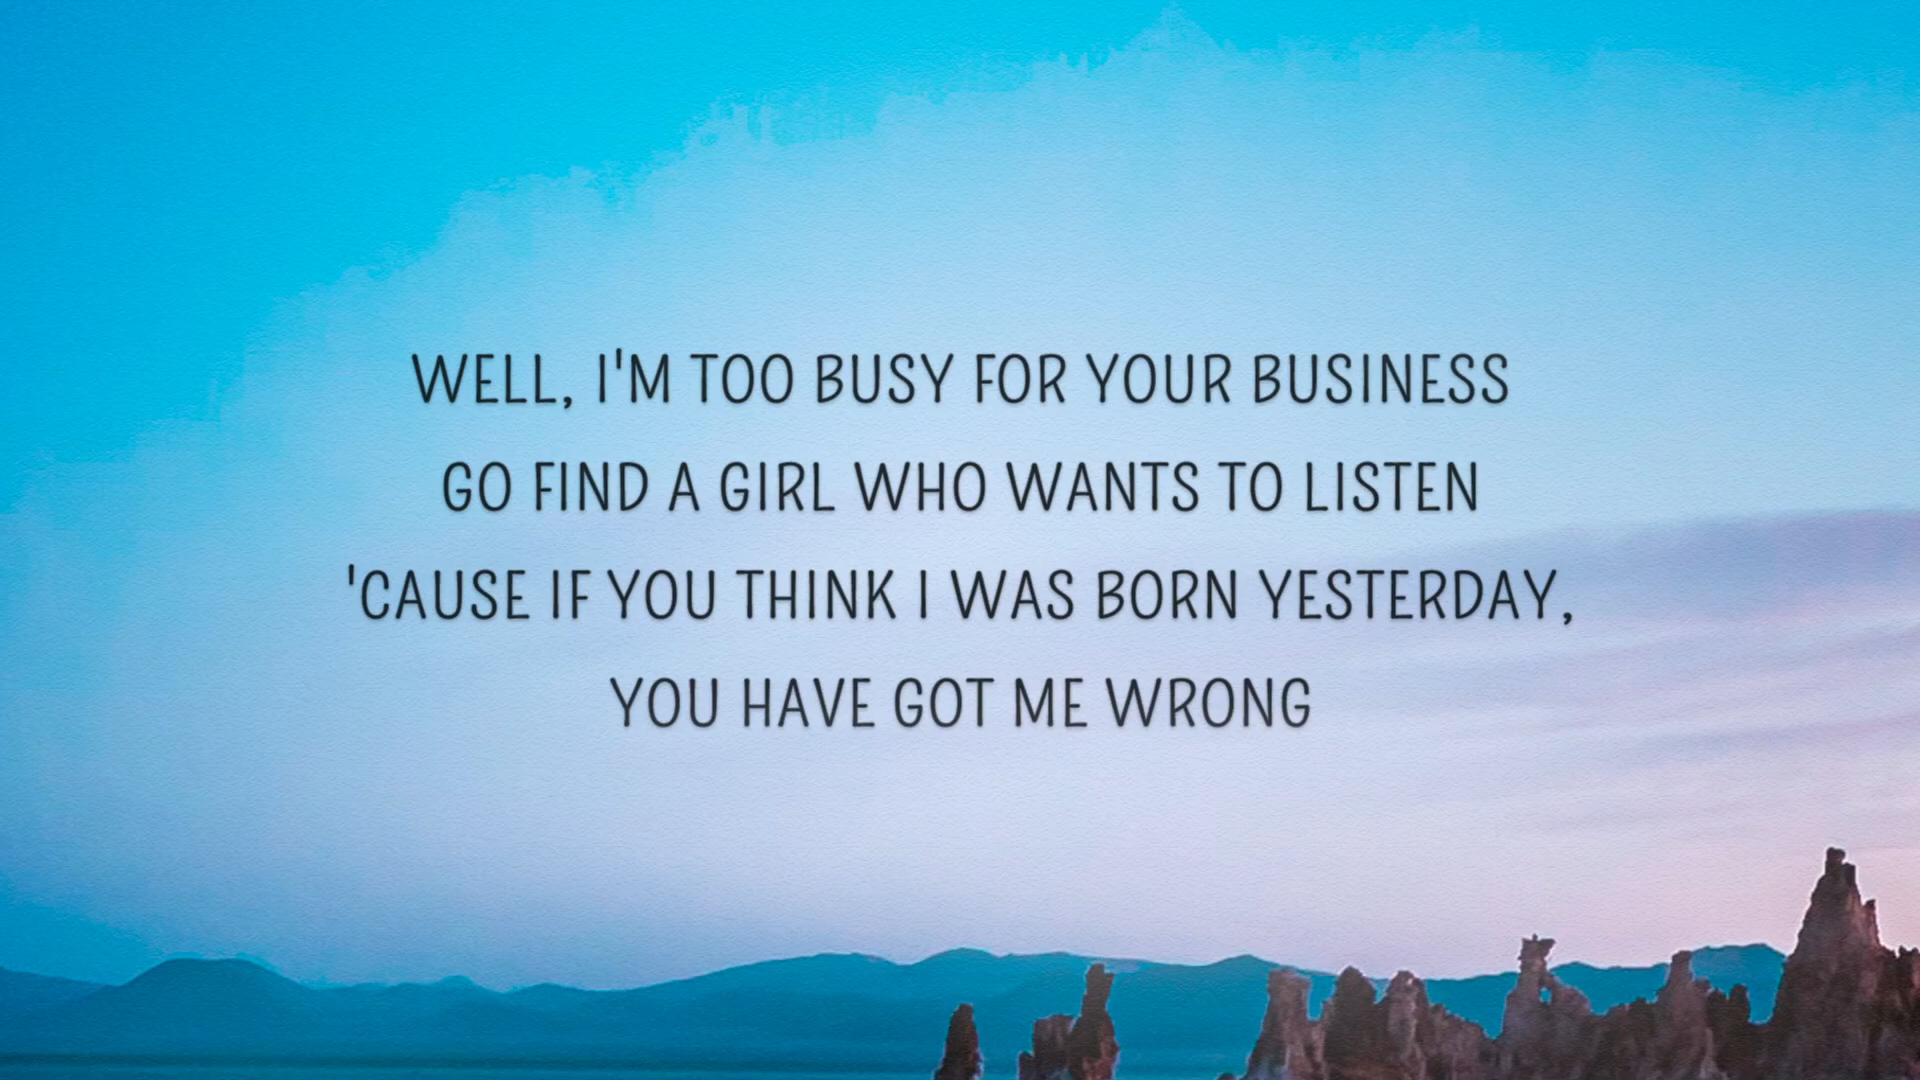 WELL, I'M TOO BUSY FOR YOUR BUSINESS
GO FIND A GIRL WHO WANTS TO LISTEN
'CAUSE IF YOU THINK I WAS BORN YESTERDAY,
YOU HAVE GOT ME WRONG